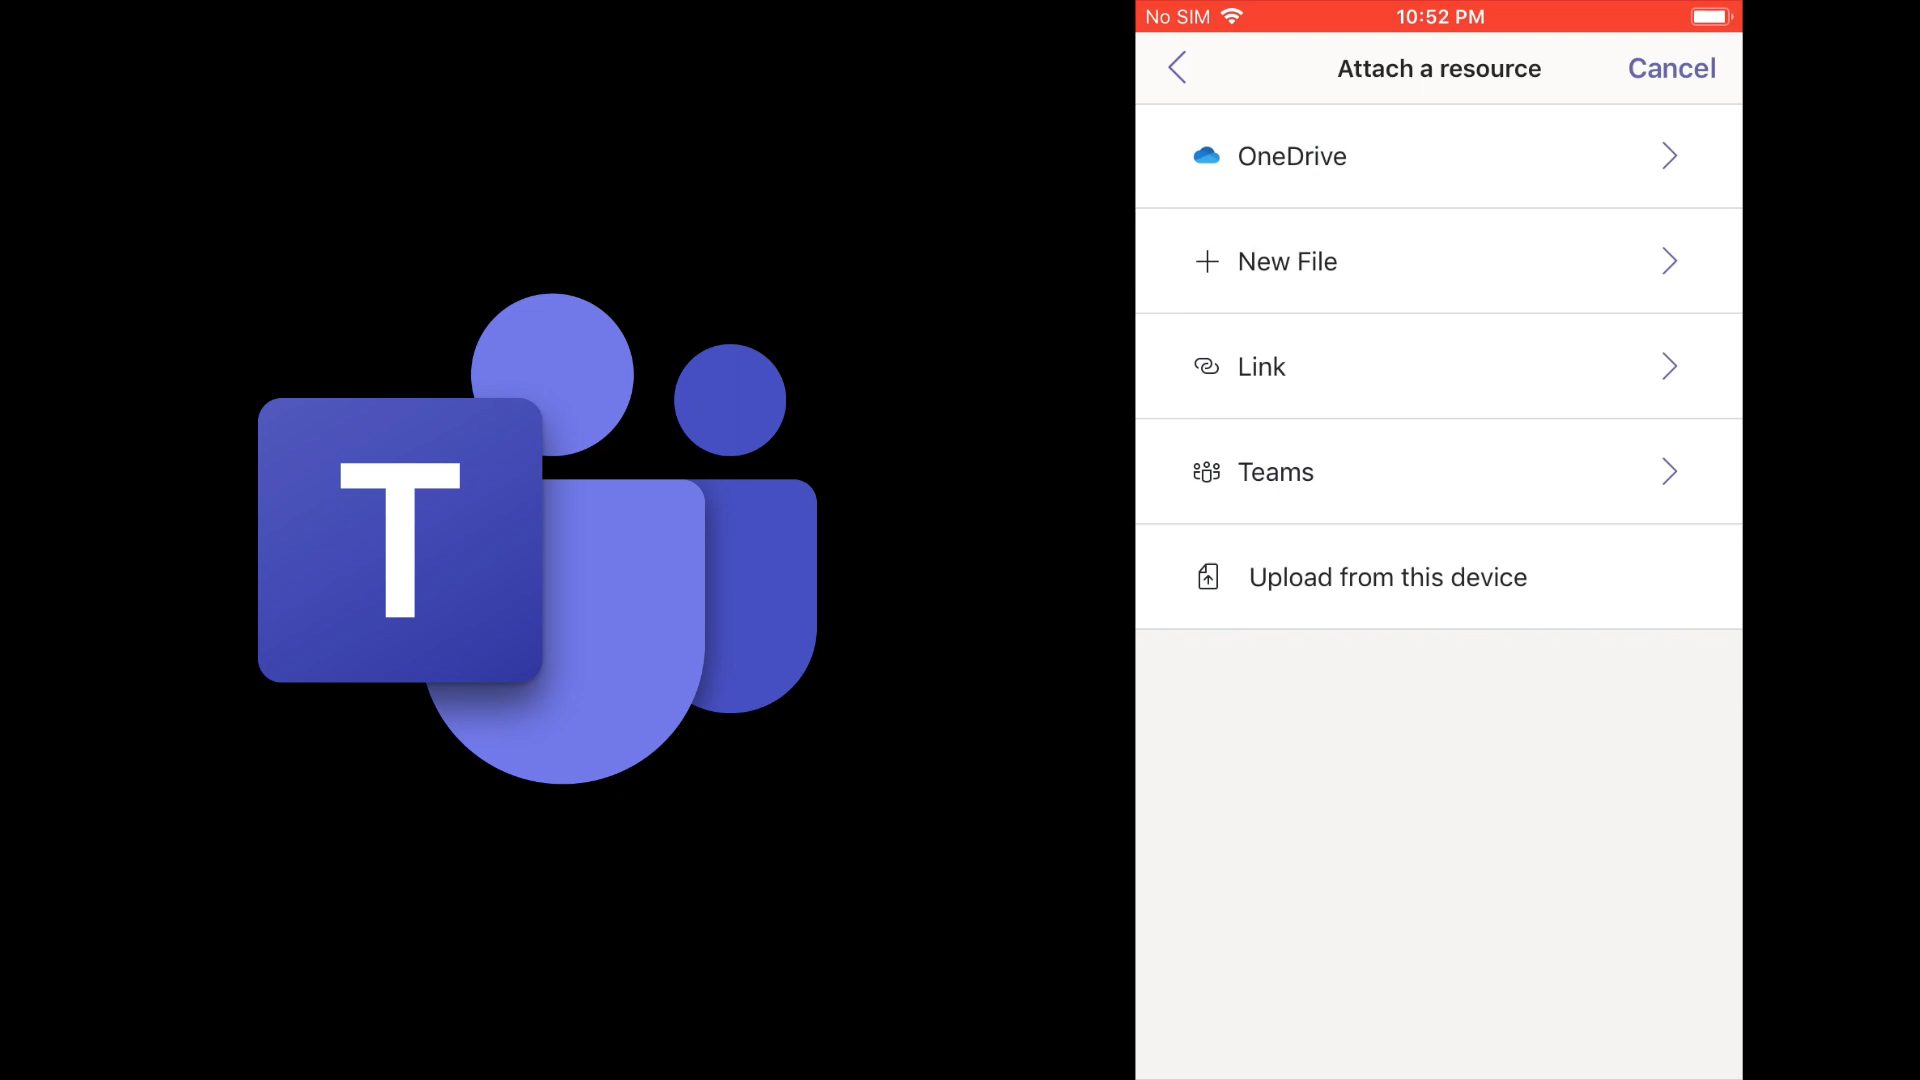 T
No SIM 10:52 PM
Attach a resource Cancel
OneDrive
New File
Link
Teams
Upload from this device